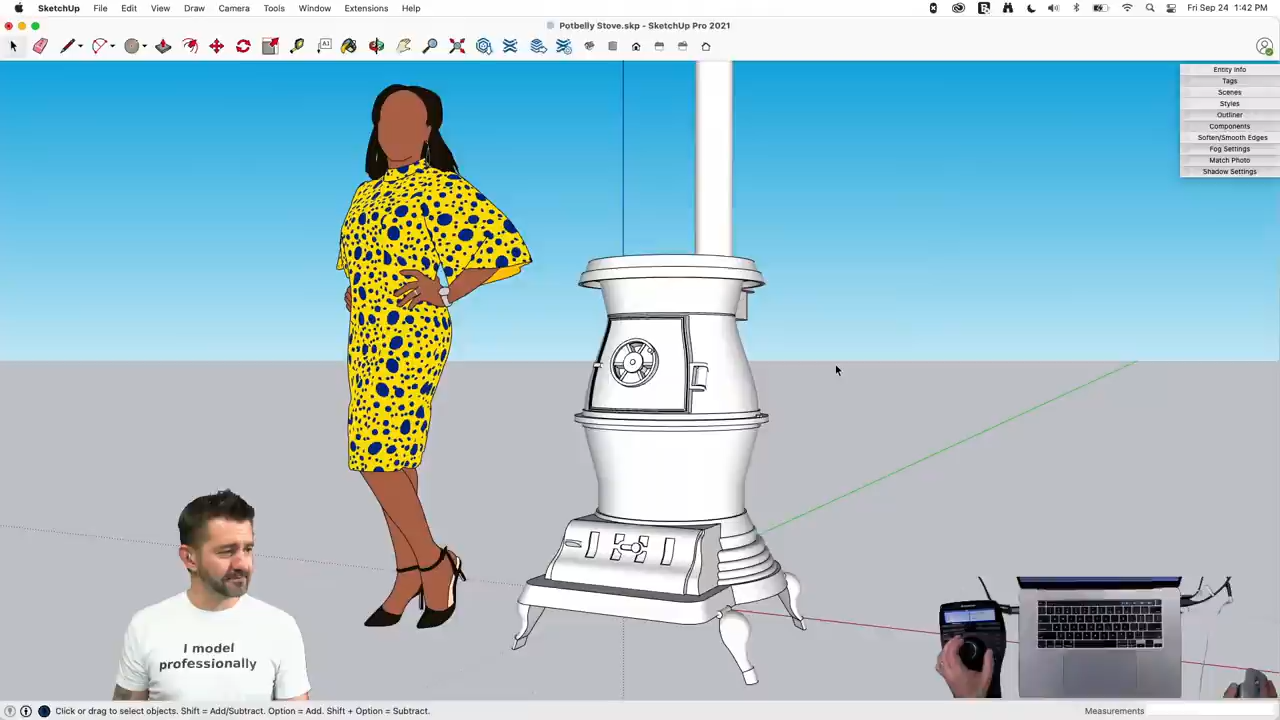 SketchUp File Edit View Draw Camera Tools Window Extensions Help Fri Sep 24 1:42 PM
Potbelly Stove.skp - SketchUp Pro 2021
Entity Info
Tags
Scenes
Styles
Outliner
Components
Soften/Smooth Edges
Fog Settings
Match Photo
Shadow Settings
I model
professionally
Click or drag to select objects. Shift = Add/Subtract. Option = Add. Shift + Option = Subtract. Measurements